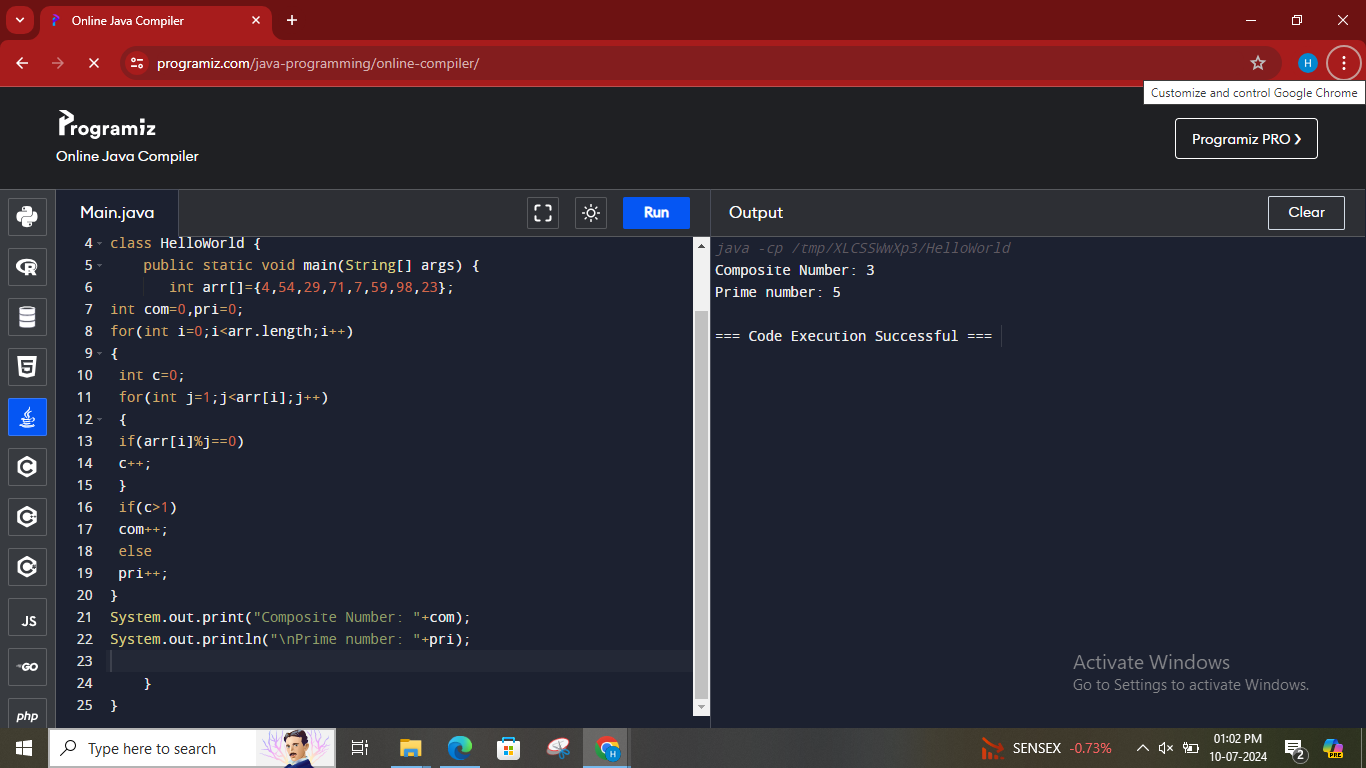 Online Java Compiler
programiz.com/java-programming/online-compiler/
H
Customize and control Google Chrome
Programiz
Online Java Compiler
Programiz PRO ❯
Main.java
Run
Output
Clear
4 class HelloWorld {
5     public static void main(String[] args) {
6        int arr[]={4,54,29,71,7,59,98,23};
7 int com=0,pri=0;
8 for(int i=0;i<arr.length;i++)
9 {
10  int c=0;
11  for(int j=1;j<arr[i];j++)
12  {
13  if(arr[i]%j==0)
14  c++;
15  }
16  if(c>1)
17  com++;
18  else
19  pri++;
20 }
21 System.out.print("Composite Number: "+com);
22 System.out.println("\nPrime number: "+pri);
23
24     }
25 }
java -cp /tmp/XLCSSWwXp3/HelloWorld
Composite Number: 3
Prime number: 5
=== Code Execution Successful ===
JS
GO
php
Activate Windows
Go to Settings to activate Windows.
Type here to search
H
SENSEX -0.73%
01:02 PM
10-07-2024
2
PRE